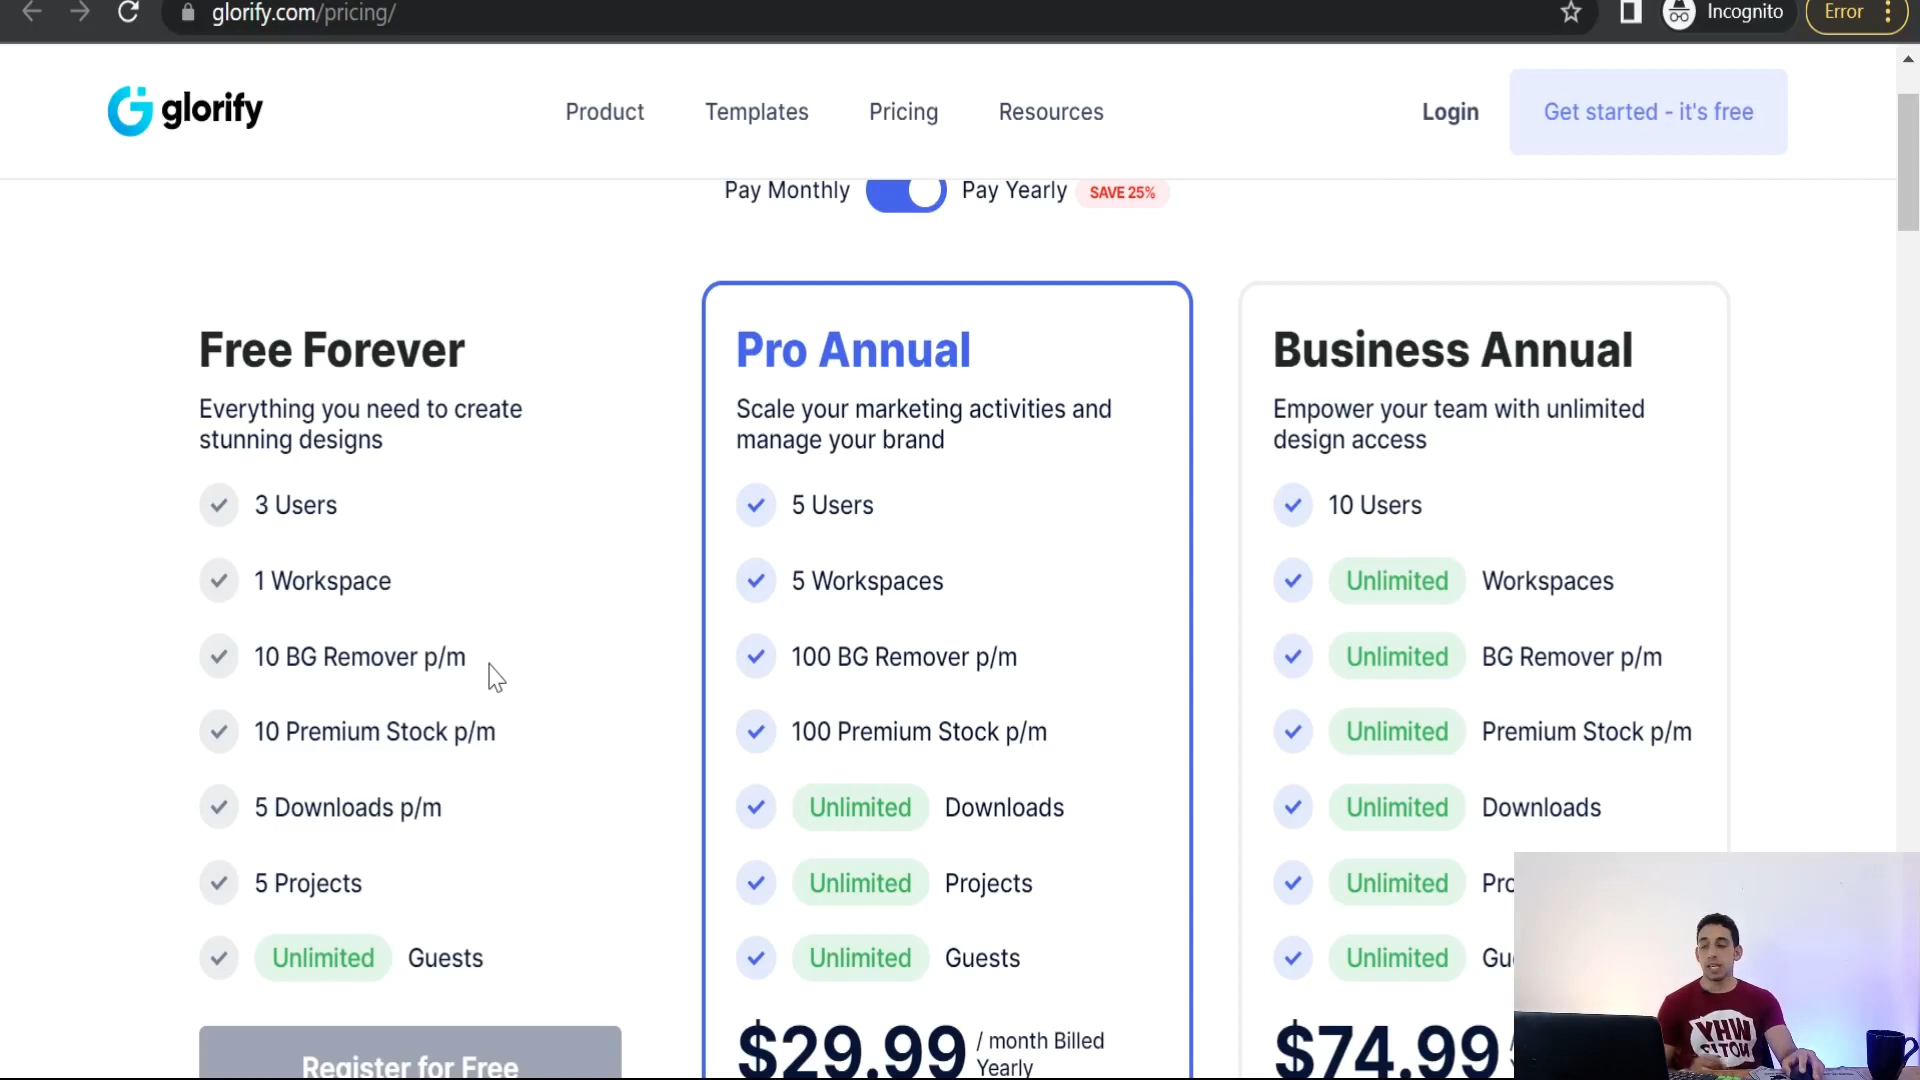 glorify.com/pricing/
Incognito
Error
glorify
Product
Templates
Pricing
Resources
Login
Get started - it's free
Pay Monthly
Pay Yearly
SAVE 25%
Free Forever
Everything you need to create
stunning designs
3 Users
1 Workspace
10 BG Remover p/m
10 Premium Stock p/m
5 Downloads p/m
5 Projects
Unlimited Guests
Register for Free
Pro Annual
Scale your marketing activities and
manage your brand
5 Users
5 Workspaces
100 BG Remover p/m
100 Premium Stock p/m
Unlimited Downloads
Unlimited Projects
Unlimited Guests
$29.99 / month Billed
Yearly
Business Annual
Empower your team with unlimited
design access
10 Users
Unlimited Workspaces
Unlimited BG Remover p/m
Unlimited Premium Stock p/m
Unlimited Downloads
Unlimited
Unlimited
$74.99
WHY
NOT!?